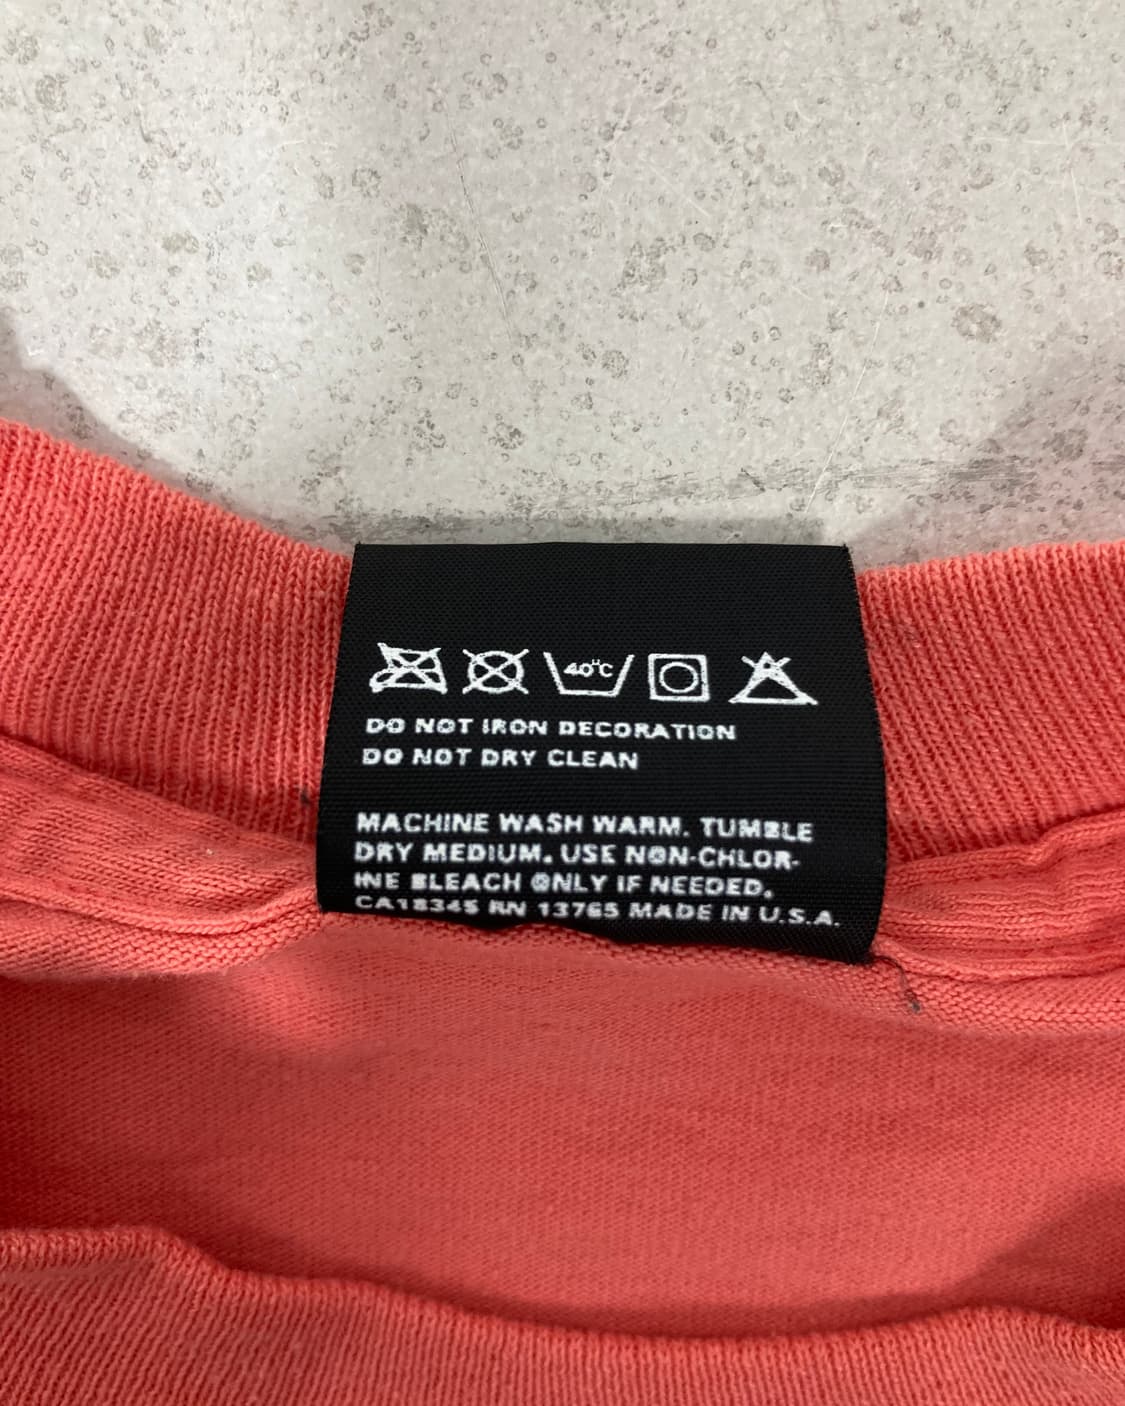 40°C
DO NOT IRON DECORATION
DO NOT DRY CLEAN
MACHINE WASH WARM. TUMBLE
DRY MEDIUM. USE NON-CHLOR-
INE BLEACH ONLY IF NEEDED.
CA18345 RN 13765 MADE IN U.S.A.